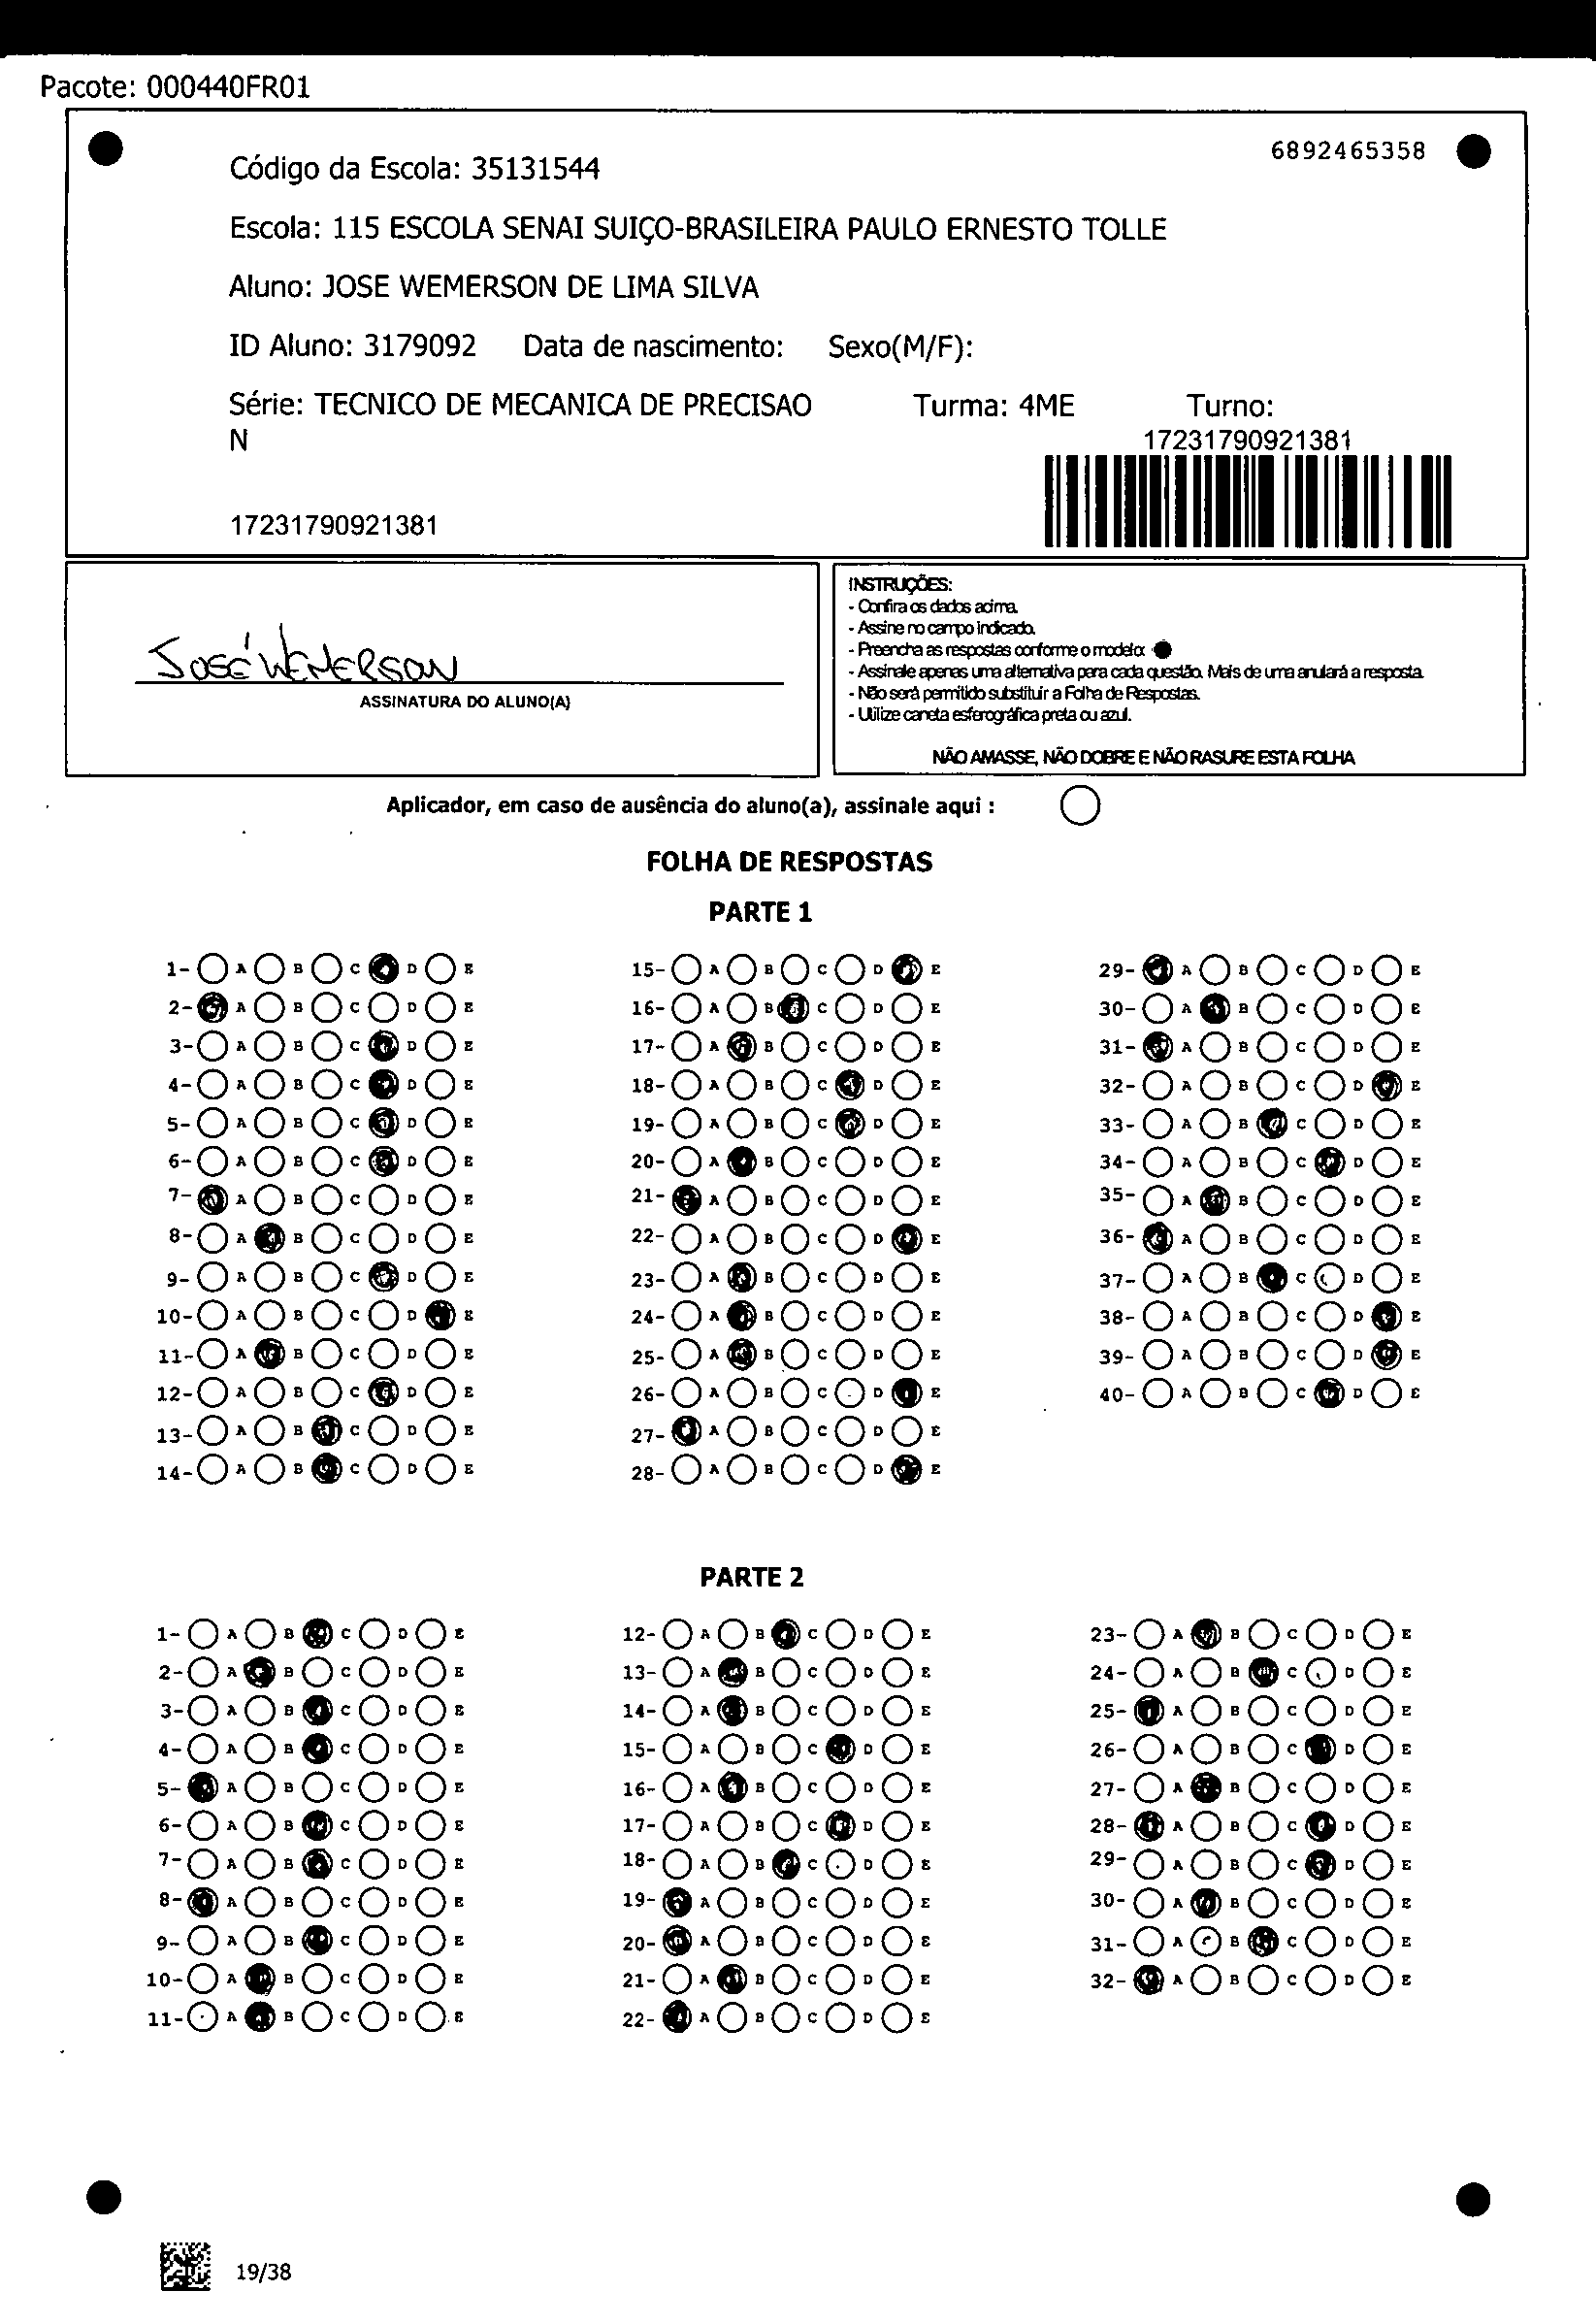 Pacote: 000440FR01
6892465358
Código da Escola: 35131544
Escola: 115 ESCOLA SENAI SUIÇO-BRASILEIRA PAULO ERNESTO TOLLE
Aluno: JOSE WEMERSON DE LIMA SILVA
ID Aluno: 3179092 Data de nascimento: Sexo(M/F):
Série: TECNICO DE MECANICA DE PRECISAO Turma: 4ME Turno:
N
17231790921381
17231790921381
JOSÉ WEMERSON
ASSINATURA DO ALUNO(A)
INSTRUÇÕES:
- Confira os dados acima.
- Assine no campo indicado.
- Preencha as respostas conforme o modelo:
- Assinale apenas uma alternativa para cada questão. Mais de uma anulará a resposta.
- Não será permitido substituir a Folha de Respostas.
- Utilize caneta esferográfica preta ou azul.
NÃO AMASSE, NÃO DOBRE E NÃO RASURE ESTA FOLHA
Aplicador, em caso de ausência do aluno(a), assinale aqui :
FOLHA DE RESPOSTAS
PARTE 1
1- A B C D E 15- A B C D E 29- A B C D E
2- A B C D E 16- A B C D E 30- A B C D E
3- A B C D E 17- A B C D E 31- A B C D E
4- A B C D E 18- A B C D E 32- A B C D E
5- A B C D E 19- A B C D E 33- A B C D E
6- A B C D E 20- A B C D E 34- A B C D E
7- A B C D E 21- A B C D E 35- A B C D E
8- A B C D E 22- A B C D E 36- A B C D E
9- A B C D E 23- A B C D E 37- A B C D E
10- A B C D E 24- A B C D E 38- A B C D E
11- A B C D E 25- A B C D E 39- A B C D E
12- A B C D E 26- A B C D E 40- A B C D E
13- A B C D E 27- A B C D E
14- A B C D E 28- A B C D E
PARTE 2
1- A B C D E 12- A B C D E 23- A B C D E
2- A B C D E 13- A B C D E 24- A B C D E
3- A B C D E 14- A B C D E 25- A B C D E
4- A B C D E 15- A B C D E 26- A B C D E
5- A B C D E 16- A B C D E 27- A B C D E
6- A B C D E 17- A B C D E 28- A B C D E
7- A B C D E 18- A B C D E 29- A B C D E
8- A B C D E 19- A B C D E 30- A B C D E
9- A B C D E 20- A B C D E 31- A B C D E
10- A B C D E 21- A B C D E 32- A B C D E
11- A B C D E 22- A B C D E
19/38